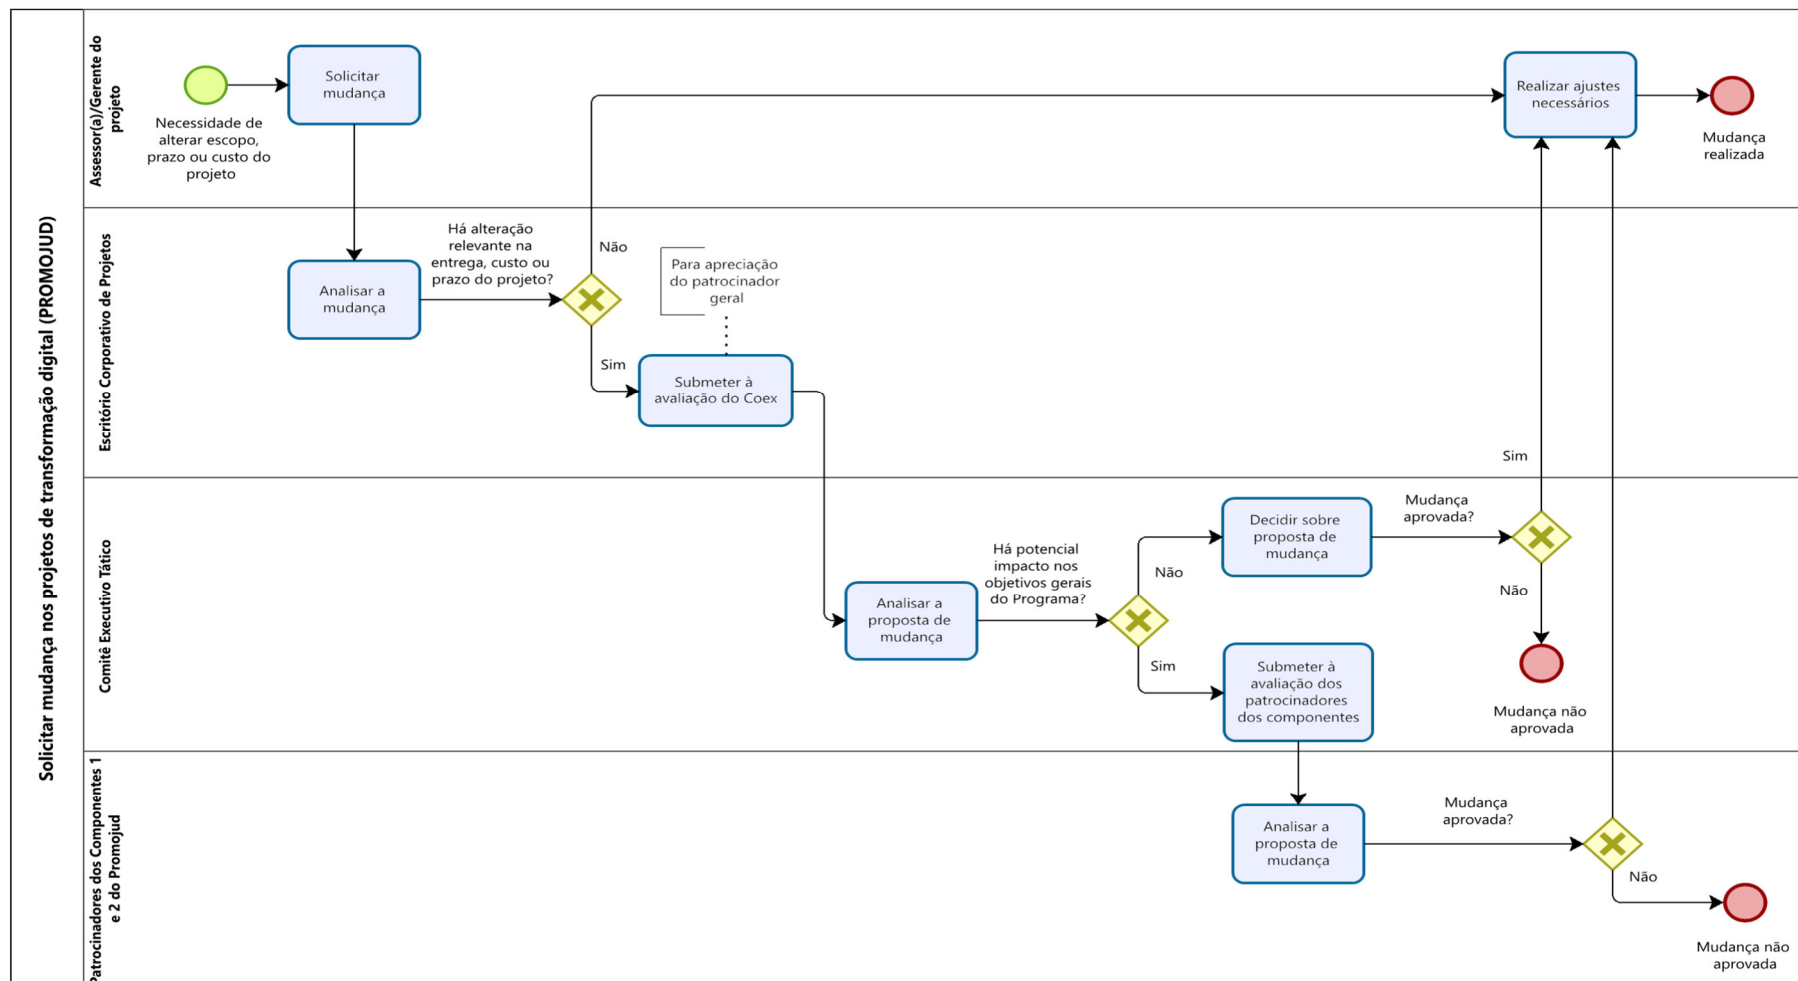 Solicitar mudança nos projetos de transformação digital (PROMOJUD)
Assessor(a)/Gerente do
projeto
Necessidade de
alterar escopo,
prazo ou custo do
projeto
Solicitar
mudança
Realizar ajustes
necessários
Mudança
realizada
Escritório Corporativo de Projetos
Analisar a
mudança
Há alteração
relevante na
entrega, custo ou
prazo do projeto?
Não
Sim
Para apreciação
do patrocinador
geral
Submeter à
avaliação do Coex
Comitê Executivo Tático
Analisar a
proposta de
mudança
Há potencial
impacto nos
objetivos gerais
do Programa?
Não
Sim
Decidir sobre
proposta de
mudança
Mudança
aprovada?
Sim
Não
Mudança não
aprovada
Submeter à
avaliação dos
patrocinadores
dos componentes
Patrocinadores dos Componentes 1
e 2 do Promojud
Analisar a
proposta de
mudança
Mudança
aprovada?
Não
Mudança não
aprovada